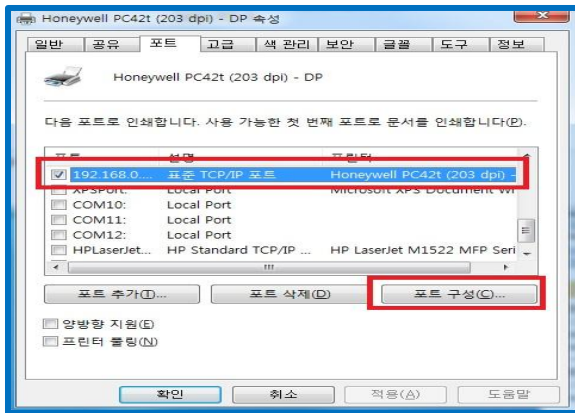 Honeywell PC42t (203 dpi) - DP 속성
일반 공유 포트 고급 색 관리 보안 글꼴 도구 정보
Honeywell PC42t (203 dpi) - DP
다음 포트로 인쇄합니다. 사용 가능한 첫 번째 포트로 문서를 인쇄합니다(P).
포트 설명 프린터
192.168.0.... 표준 TCP/IP 포트 Honeywell PC42t (203 dpi) -
XPSPort: Local Port Microsoft XPS Document Wr
COM10: Local Port
COM11: Local Port
COM12: Local Port
HPLaserJet... HP Standard TCP/IP ... HP LaserJet M1522 MFP Seri
포트 추가(T)... 포트 삭제(D) 포트 구성(C)...
양방향 지원(E)
프린터 풀링(N)
확인 취소 적용(A) 도움말